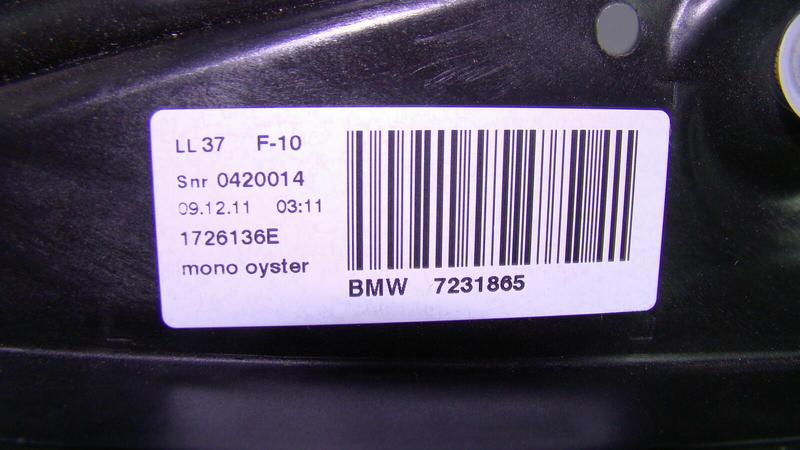 LL 37 F-10
Snr 0420014
09.12.11 03:11
1726136E
mono oyster
BMW 7231865